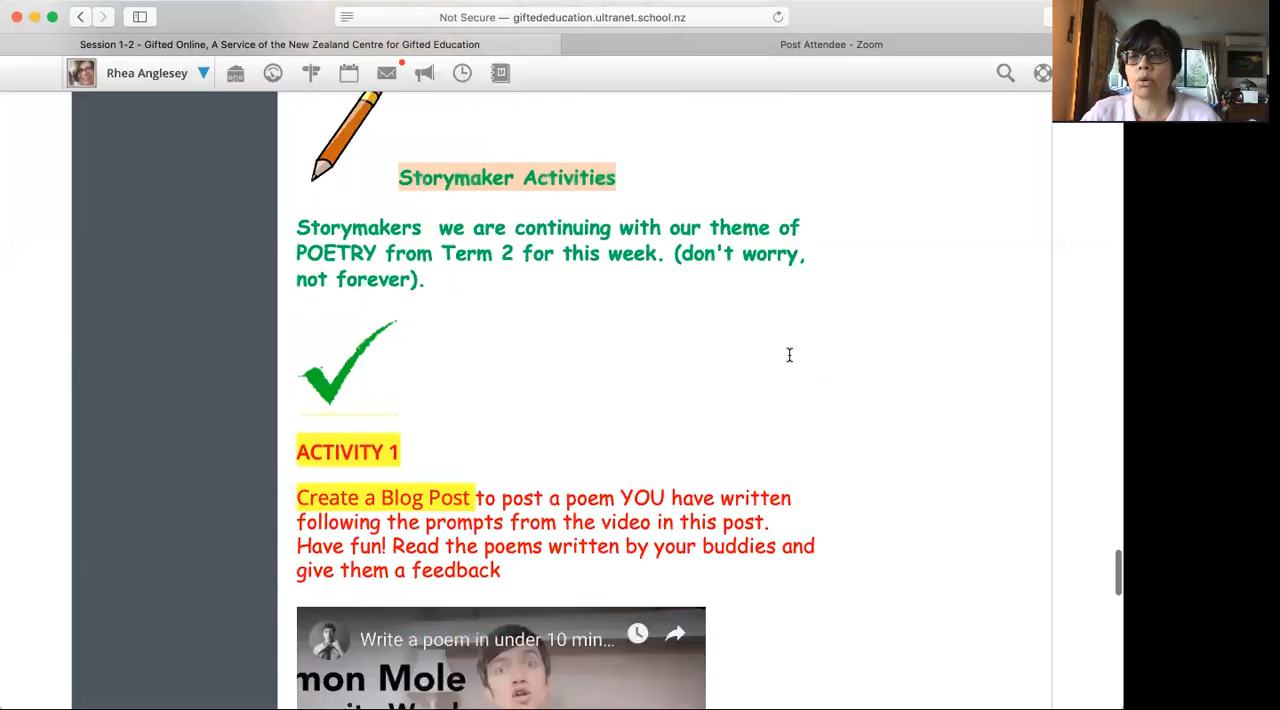 Not Secure — giftededucation.ultranet.school.nz
Session 1-2 - Gifted Online, A Service of the New Zealand Centre for Gifted Education
Post Attendee - Zoom
Rhea Anglesey
Storymaker Activities
Storymakers we are continuing with our theme of
POETRY from Term 2 for this week. (don't worry,
not forever).
ACTIVITY 1
Create a Blog Post to post a poem YOU have written
following the prompts from the video in this post.
Have fun! Read the poems written by your buddies and
give them a feedback
Write a poem in under 10 min...
mon Mole